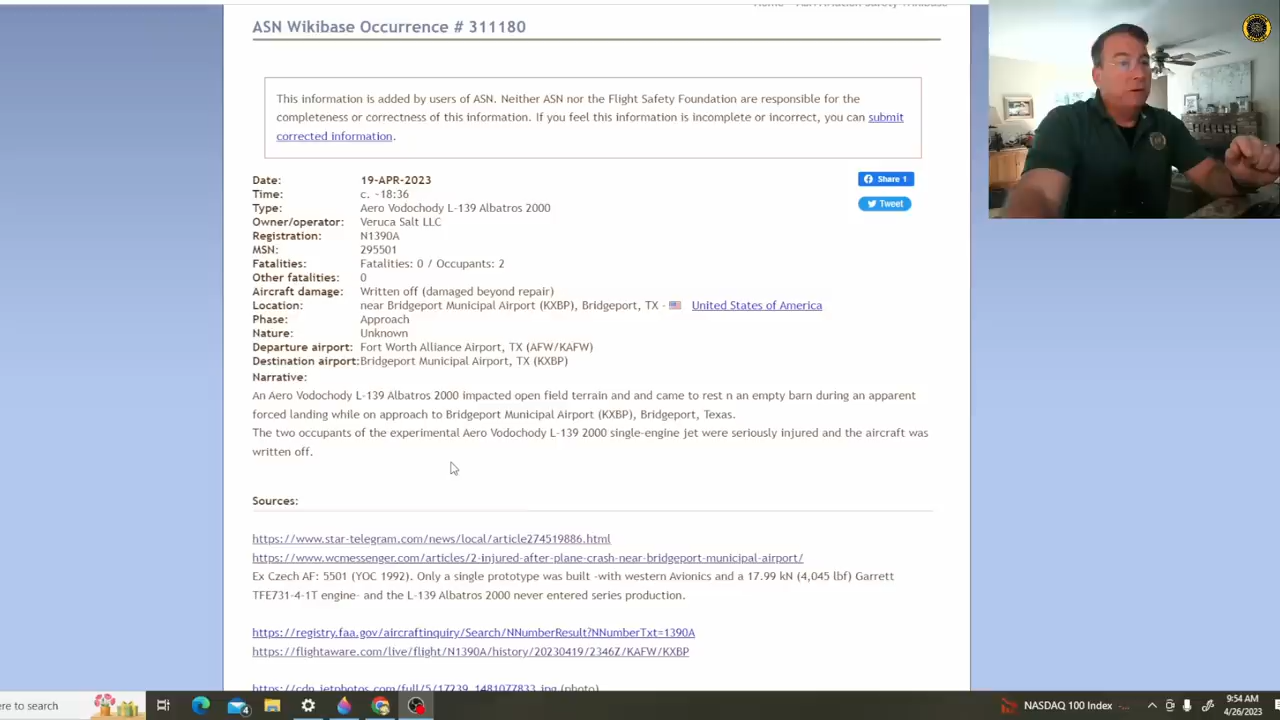 ASN Wikibase Occurrence # 311180
This information is added by users of ASN. Neither ASN nor the Flight Safety Foundation are responsible for the
completeness or correctness of this information. If you feel this information is incomplete or incorrect, you can submit
corrected information.
Date: 19-APR-2023
Share 1
Time: c. ~18:36
Type: Aero Vodochody L-139 Albatros 2000
Tweet
Owner/operator: Veruca Salt LLC
Registration: N1390A
MSN: 295501
Fatalities: Fatalities: 0 / Occupants: 2
Other fatalities: 0
Aircraft damage: Written off (damaged beyond repair)
Location: near Bridgeport Municipal Airport (KXBP), Bridgeport, TX - United States of America
Phase: Approach
Nature: Unknown
Departure airport: Fort Worth Alliance Airport, TX (AFW/KAFW)
Destination airport: Bridgeport Municipal Airport, TX (KXBP)
Narrative:
An Aero Vodochody L-139 Albatros 2000 impacted open field terrain and and came to rest n an empty barn during an apparent
forced landing while on approach to Bridgeport Municipal Airport (KXBP), Bridgeport, Texas.
The two occupants of the experimental Aero Vodochody L-139 2000 single-engine jet were seriously injured and the aircraft was
written off.
Sources:
https://www.star-telegram.com/news/local/article274519886.html
https://www.wcmessenger.com/articles/2-injured-after-plane-crash-near-bridgeport-municipal-airport/
Ex Czech AF: 5501 (YOC 1992). Only a single prototype was built -with western Avionics and a 17.99 kN (4,045 lbf) Garrett
TFE731-4-1T engine- and the L-139 Albatros 2000 never entered series production.
https://registry.faa.gov/aircraftinquiry/Search/NNumberResult?NNumberTxt=1390A
https://flightaware.com/live/flight/N1390A/history/20230419/2346Z/KAFW/KXBP
https://cdn.jetphotos.com/full/5/17239_1481077833.jpg (photo)
ere to search
4
NASDAQ 100 Index
9:54 AM
4/26/2023